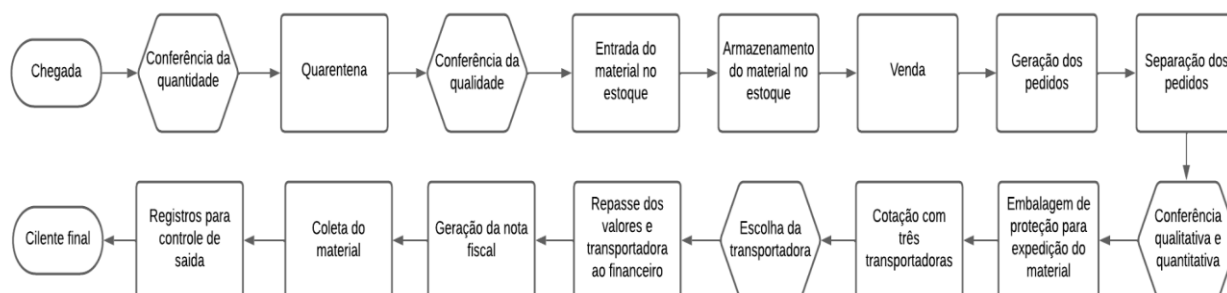 Chegada
Conferência da
quantidade
Quarentena
Conferência da
qualidade
Entrada do
material no
estoque
Armazenamento
do material no
estoque
Venda
Geração dos
pedidos
Separação dos
pedidos
Conferência
qualitativa e
quantitativa
Embalagem de
proteção para
expedição do
material
Cotação com
três
transportadoras
Escolha da
transportadora
Repasse dos
valores e
transportadora
ao financeiro
Geração da nota
fiscal
Coleta do
material
Registros para
controle de
saida
Cilente final